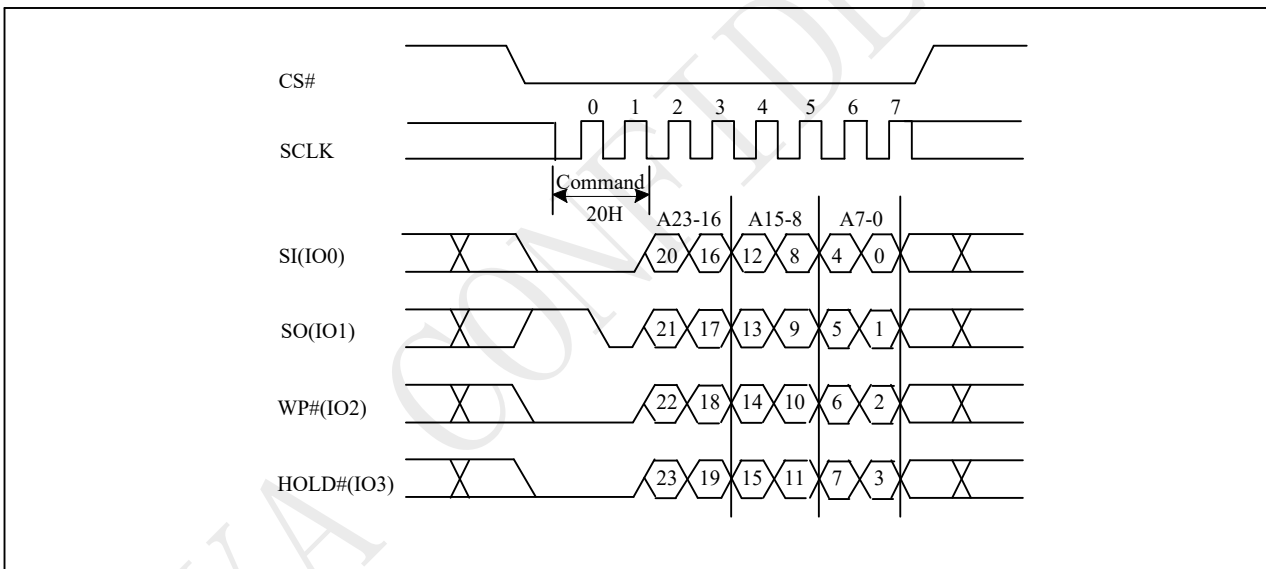 CS#
0 1 2 3 4 5 6 7
SCLK
Command
20H
A23-16 A15-8 A7-0
SI(IO0) 20 16 12 8 4 0
SO(IO1) 21 17 13 9 5 1
WP#(IO2) 22 18 14 10 6 2
HOLD#(IO3) 23 19 15 11 7 3